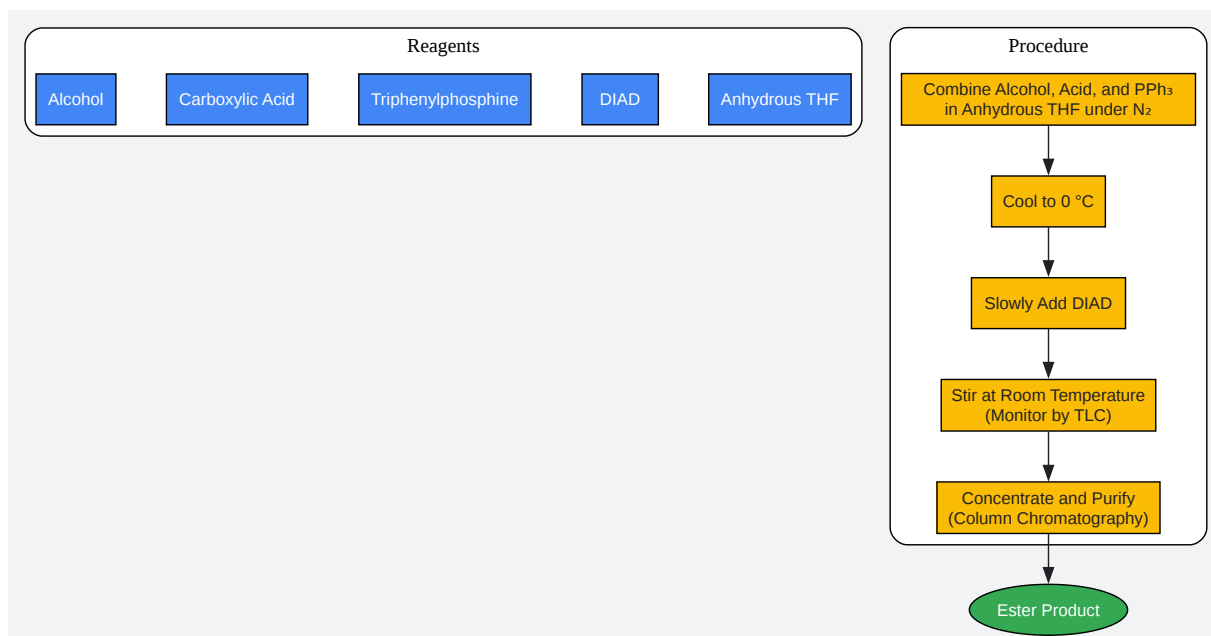 Reagents
Alcohol
Carboxylic Acid
Triphenylphosphine
DIAD
Anhydrous THF
Procedure
Combine Alcohol, Acid, and PPh₃
in Anhydrous THF under N₂
Cool to 0 °C
Slowly Add DIAD
Stir at Room Temperature
(Monitor by TLC)
Concentrate and Purify
(Column Chromatography)
Ester Product